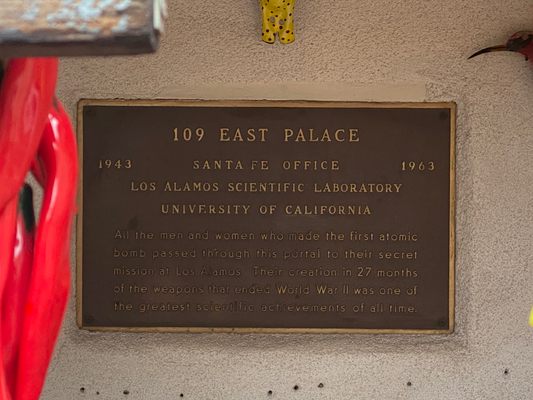 109 EAST PALACE
1943 SANTA FE OFFICE 1963
LOS ALAMOS SCIENTIFIC LABORATORY
UNIVERSITY OF CALIFORNIA
All the men and women who made the first atomic
bomb passed through this portal to their secret
mission at Los Alamos. Their creation in 27 months
of the weapons that ended World War II was one of
the greatest scientific achievements of all time.